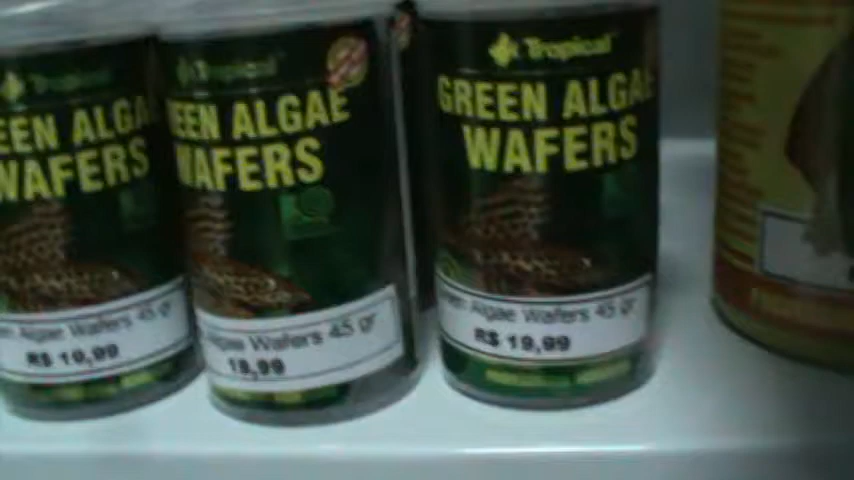 Tropical
EEN ALGA
WAFERS
Algae Wafers 45 gr
R$ 19,99
Tropical
EEN ALGAE
WAFERS
Algae Wafers 45 gr
19,99
Tropical
GREEN ALGAE
WAFERS
Algae Wafers 45 gr
R$ 19,99